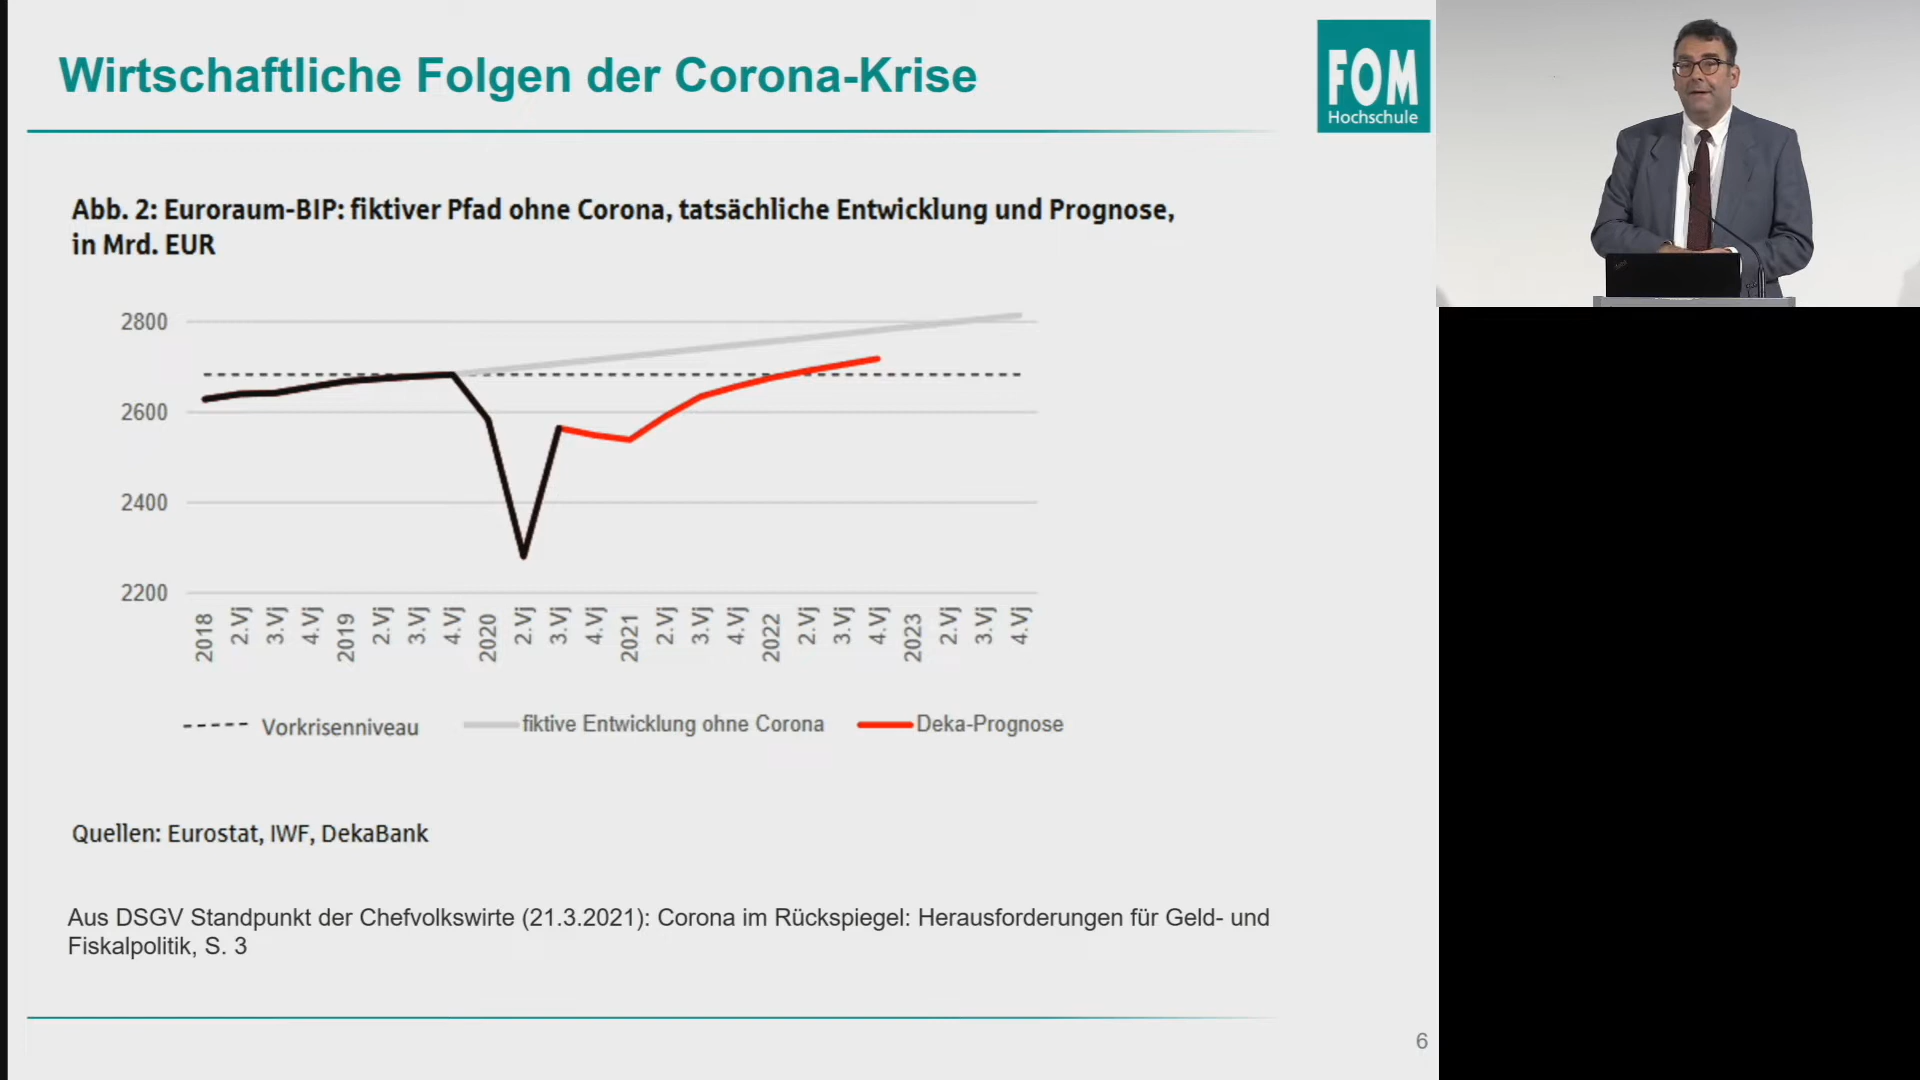 Wirtschaftliche Folgen der Corona-Krise
FOM
Hochschule
Abb. 2: Euroraum-BIP: fiktiver Pfad ohne Corona, tatsächliche Entwicklung und Prognose,
in Mrd. EUR
2800
2600
2400
2200
2018 2.Vj 3.Vj 4.Vj 2019 2.Vj 3.Vj 4.Vj 2020 2.Vj 3.Vj 4.Vj 2021 2.Vj 3.Vj 4.Vj 2022 2.Vj 3.Vj 4.Vj 2023 2.Vj 3.Vj 4.Vj
Vorkrisenniveau fiktive Entwicklung ohne Corona Deka-Prognose
Quellen: Eurostat, IWF, DekaBank
Aus DSGV Standpunkt der Chefvolkswirte (21.3.2021): Corona im Rückspiegel: Herausforderungen für Geld- und
Fiskalpolitik, S. 3
6